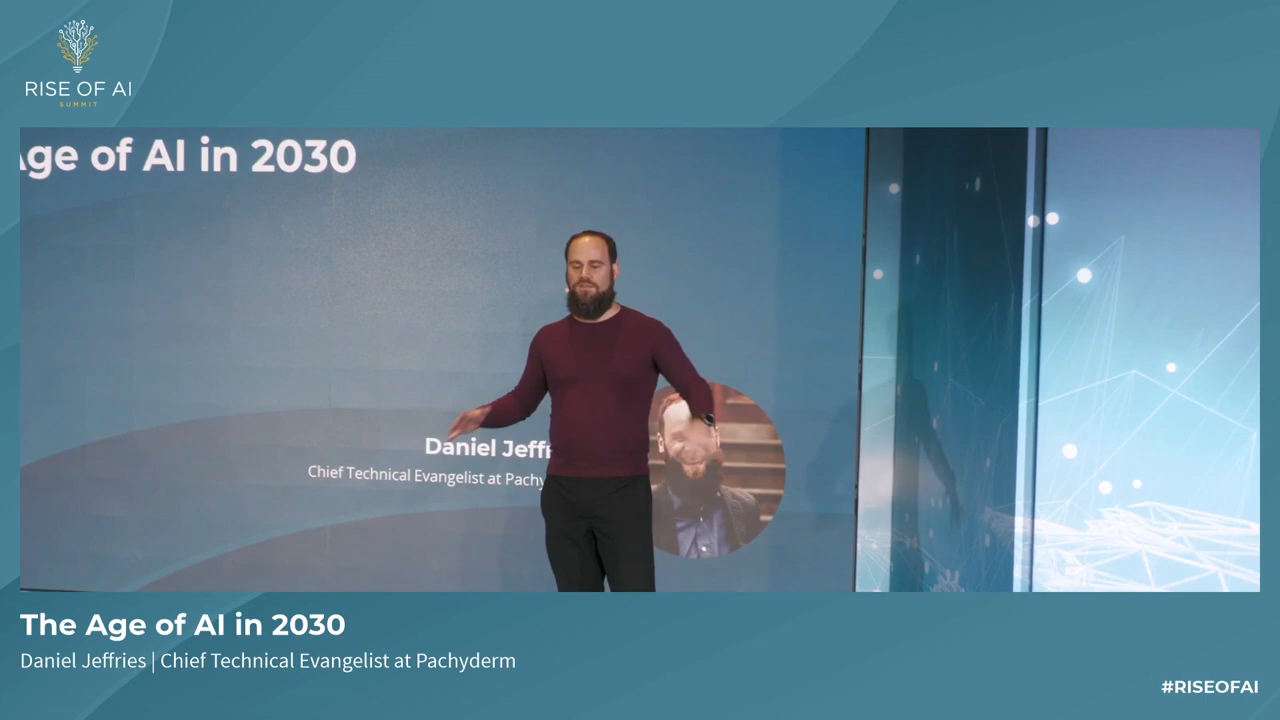 RISE OF AI
SUMMIT
Age of AI in 2030
Daniel Jeffr
Chief Technical Evangelist at Pachy
The Age of AI in 2030
Daniel Jeffries | Chief Technical Evangelist at Pachyderm
#RISEOFAI